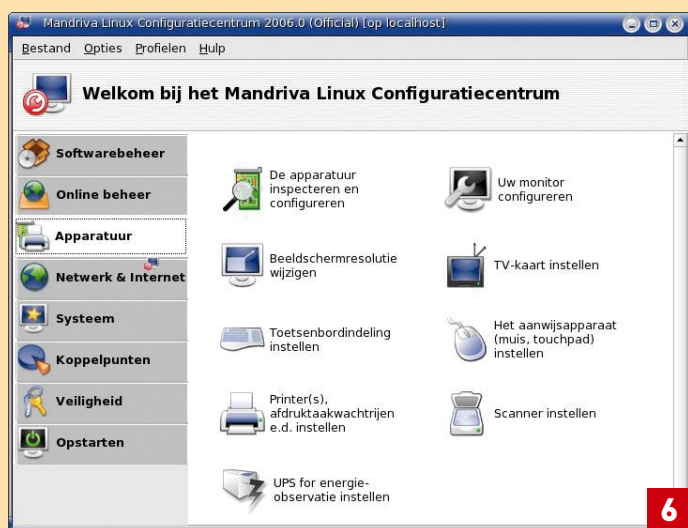 Mandriva Linux Configuratiecentrum 2006.0 (Official) [op localhost]
Bestand Opties Profielen Hulp
Welkom bij het Mandriva Linux Configuratiecentrum
Softwarebeheer
Online beheer
Apparatuur
Netwerk & Internet
Systeem
Koppelpunten
Veiligheid
Opstarten
De apparatuur
inspecteren en
configureren
Uw monitor
configureren
Beeldschermresolutie
wijzigen
TV-kaart instellen
Toetsenbordindeling
instellen
Het aanwijsapparaat
(muis, touchpad)
instellen
Printer(s),
afdruktaakwachtrijen
e.d. instellen
Scanner instellen
UPS for energie-
observatie instellen
6